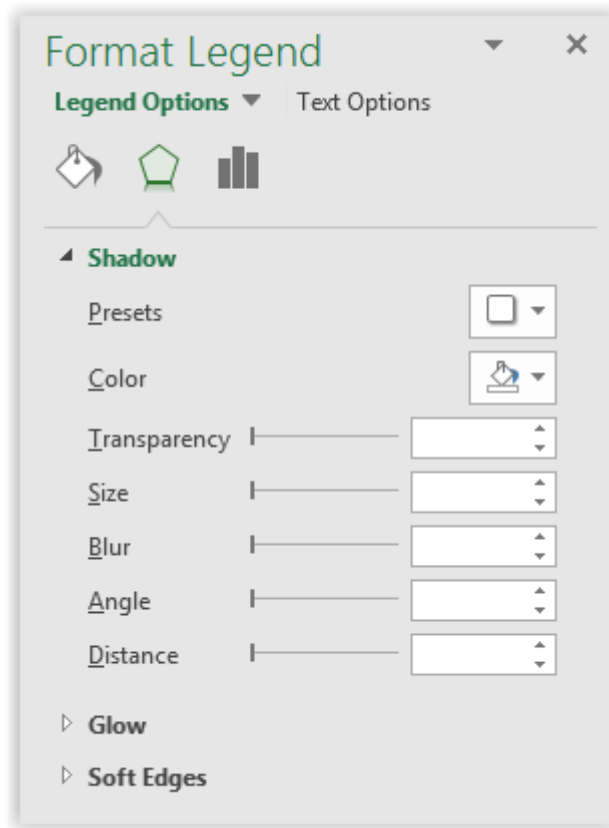 Format Legend
Legend Options Text Options
Shadow
Presets
Color
Transparency
Size
Blur
Angle
Distance
Glow
Soft Edges